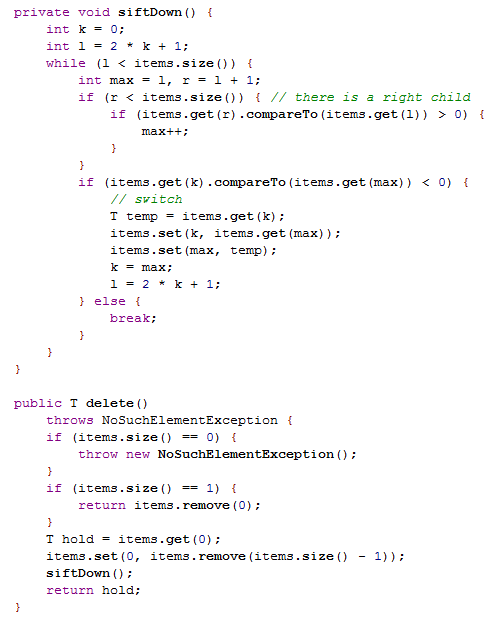 private void siftDown() {
    int k = 0;
    int l = 2 * k + 1;
    while (l < items.size()) {
        int max = l, r = l + 1;
        if (r < items.size()) { // there is a right child
            if (items.get(r).compareTo(items.get(l)) > 0) {
                max++;
            }
        }
        if (items.get(k).compareTo(items.get(max)) < 0) {
            // switch
            T temp = items.get(k);
            items.set(k, items.get(max));
            items.set(max, temp);
            k = max;
            l = 2 * k + 1;
        } else {
            break;
        }
    }
}

public T delete()
        throws NoSuchElementException {
    if (items.size() == 0) {
        throw new NoSuchElementException();
    }
    if (items.size() == 1) {
        return items.remove(0);
    }
    T hold = items.get(0);
    items.set(0, items.remove(items.size() - 1));
    siftDown();
    return hold;
}